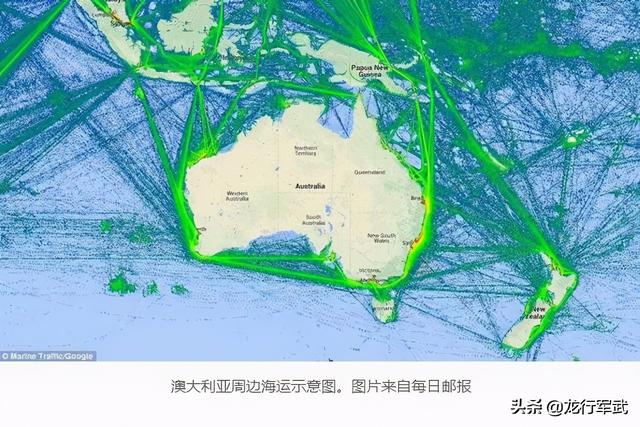 Papua New
Guinea
Northern
Territory
Queensland
Western
Australia
Australia
South
Australia
New South
Wales
Victoria
New
© Marine Traffic/Google
澳大利亚周边海运示意图。图片来自每日邮报
头条 @龙行军武